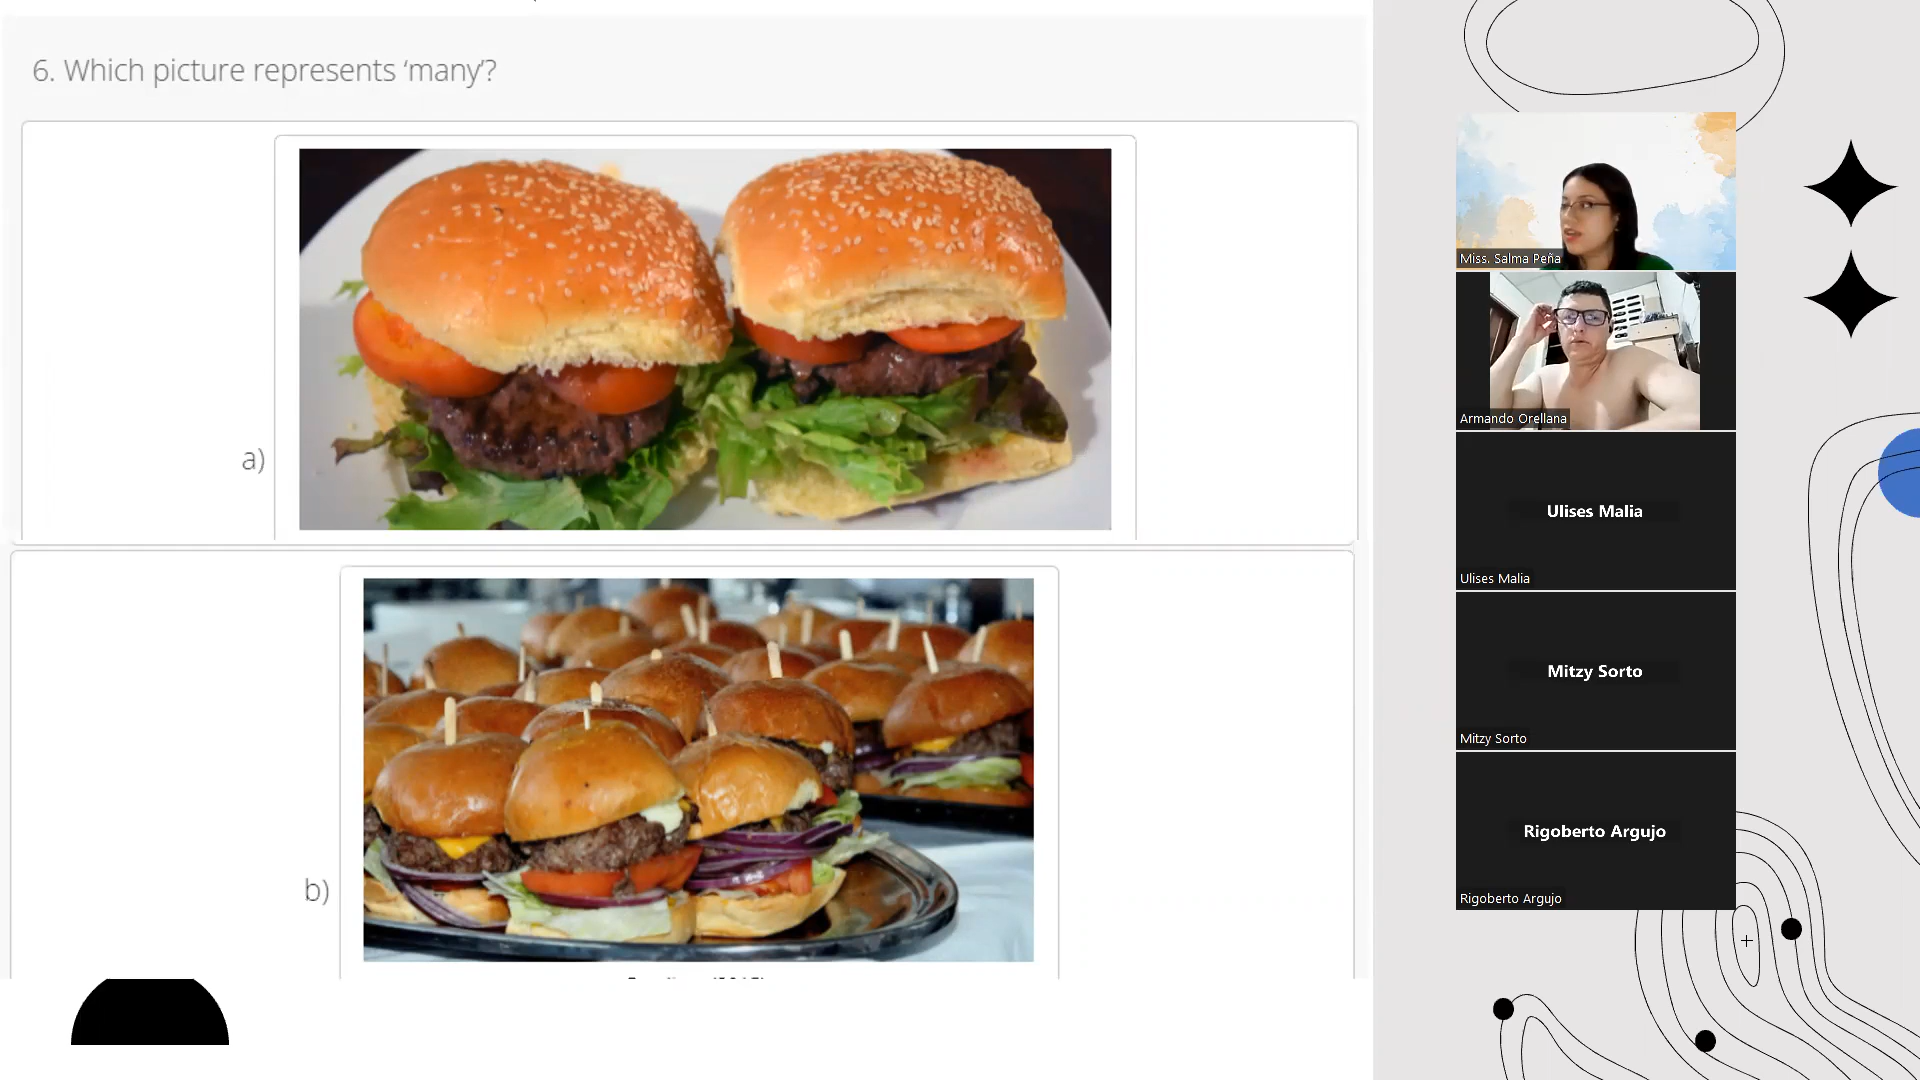 6. Which picture represents ‘many’?
a)
b)
Miss. Salma Peña
Armando Orellana
Ulises Malia
Ulises Malia
Mitzy Sorto
Mitzy Sorto
Rigoberto Argujo
Rigoberto Argujo